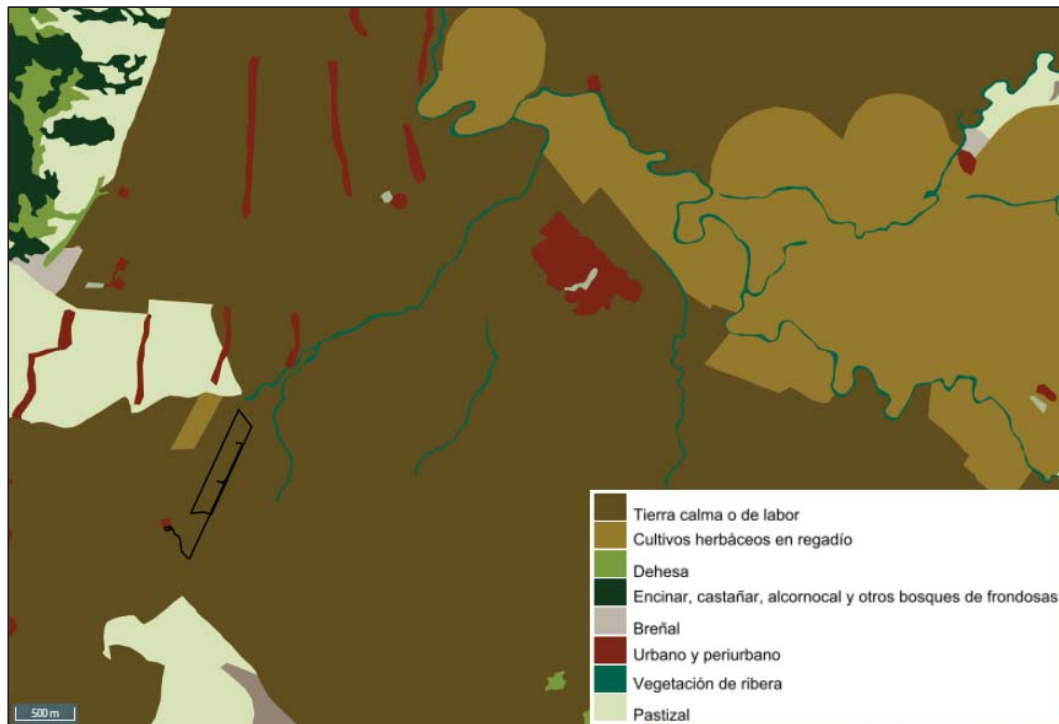 Tierra calma o de labor
Cultivos herbáceos en regadío
Dehesa
Encinar, castañar, alcornocal y otros bosques de frondosas
Breñal
Urbano y periurbano
Vegetación de ribera
Pastizal
500 m